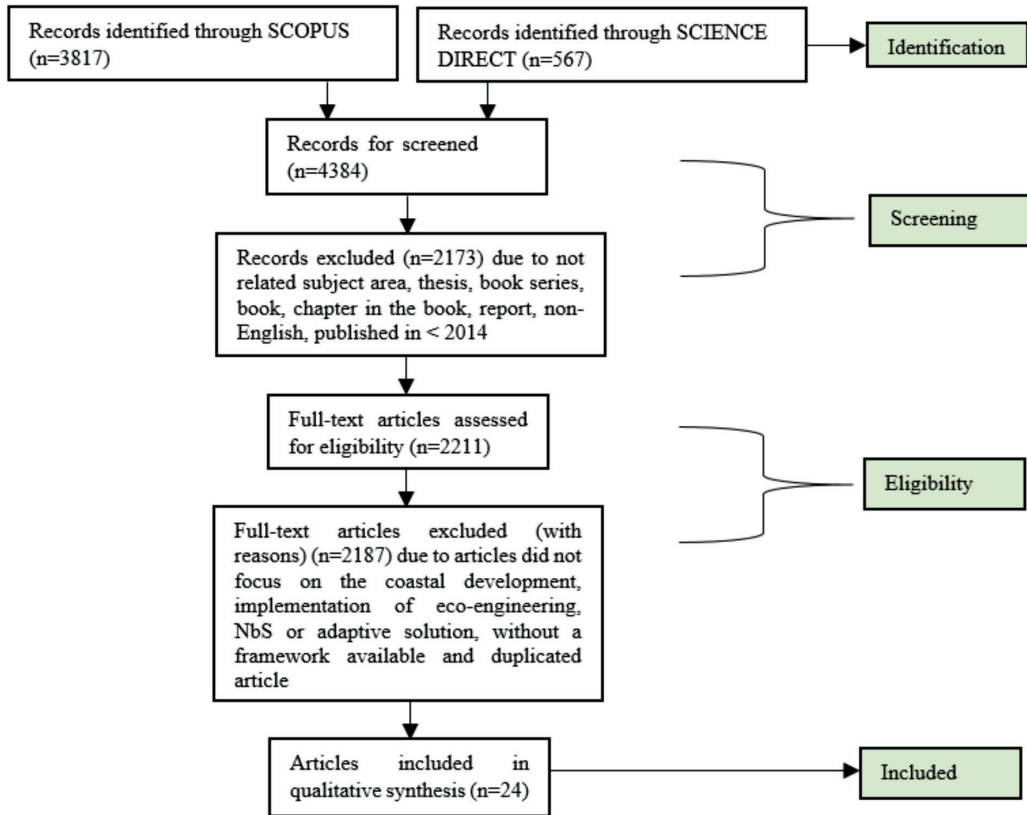 Records identified through SCOPUS
(n=3817)
Records identified through SCIENCE
DIRECT (n=567)
Identification
Records for screened
(n=4384)
Screening
Records excluded (n=2173) due to not
related subject area, thesis, book series,
book, chapter in the book, report, non-
English, published in < 2014
Full-text articles assessed
for eligibility (n=2211)
Eligibility
Full-text articles excluded (with
reasons) (n=2187) due to articles did not
focus on the coastal development,
implementation of eco-engineering,
NbS or adaptive solution, without a
framework available and duplicated
article
Articles included in
qualitative synthesis (n=24)
Included